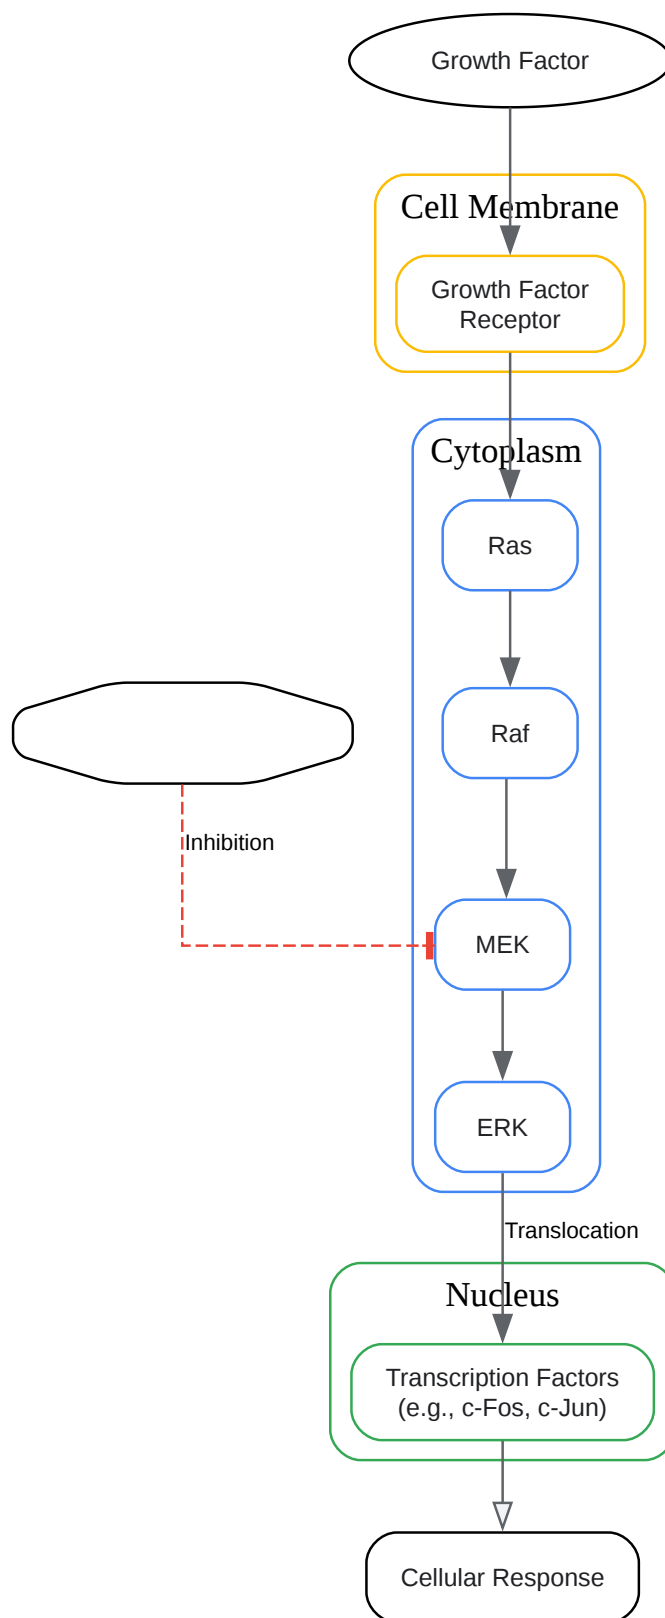 Growth Factor
Cell Membrane
Growth Factor
Receptor
Cytoplasm
Ras
Raf
Inhibition
MEK
ERK
Translocation
Nucleus
Transcription Factors
(e.g., c-Fos, c-Jun)
Cellular Response